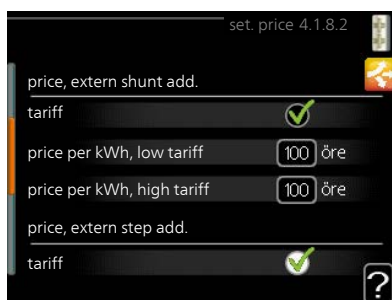 set. price 4.1.8.2
price, extern shunt add.
tariff
price per kWh, low tariff 100 öre
price per kWh, high tariff 100 öre
price, extern step add.
tariff
?